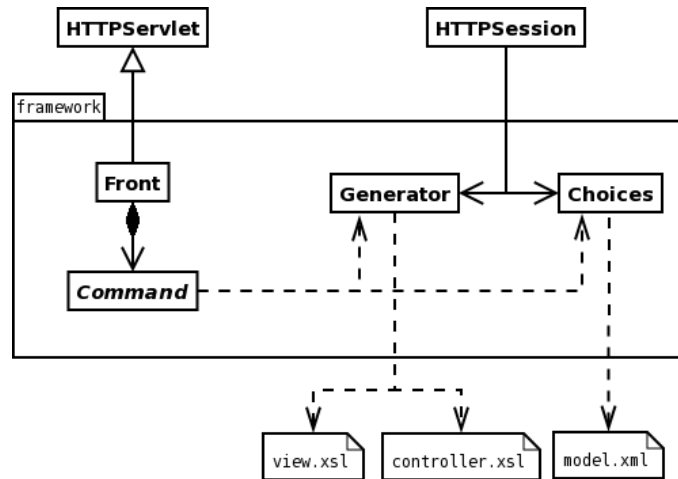 HTTPServlet
HTTPSession
framework
Front
Generator
Choices
Command
view.xsl
controller.xsl
model.xml